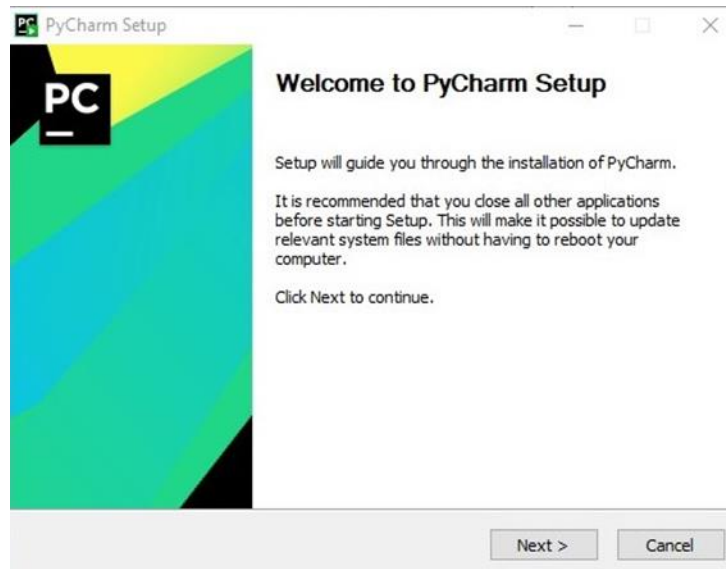 PyCharm Setup
PC
Welcome to PyCharm Setup
Setup will guide you through the installation of PyCharm.
It is recommended that you close all other applications
before starting Setup. This will make it possible to update
relevant system files without having to reboot your
computer.
Click Next to continue.
Next >
Cancel